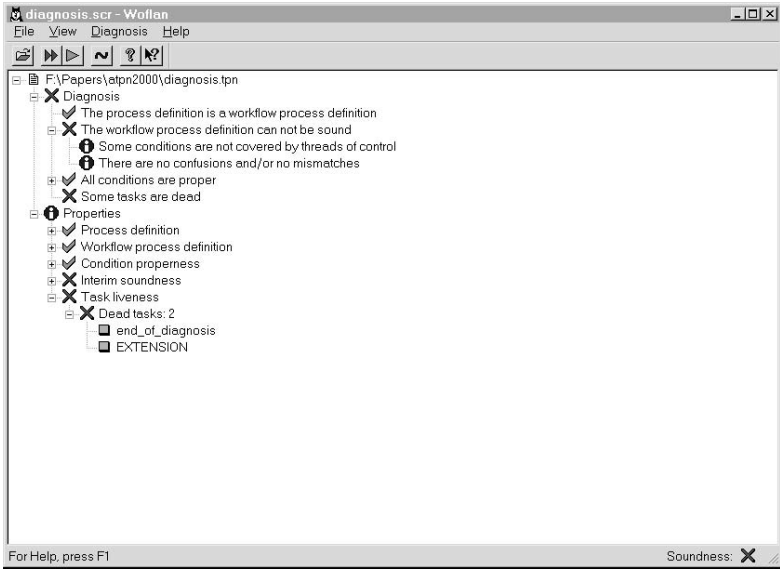 diagnosis.scr - Woflan
File View Diagnosis Help
F:\Papers\atpn2000\diagnosis.tpn
Diagnosis
The process definition is a workflow process definition
The workflow process definition can not be sound
Some conditions are not covered by threads of control
There are no confusions and/or no mismatches
All conditions are proper
Some tasks are dead
Properties
Process definition
Workflow process definition
Condition properness
Interim soundness
Task liveness
Dead tasks: 2
end_of_diagnosis
EXTENSION
For Help, press F1 Soundness: